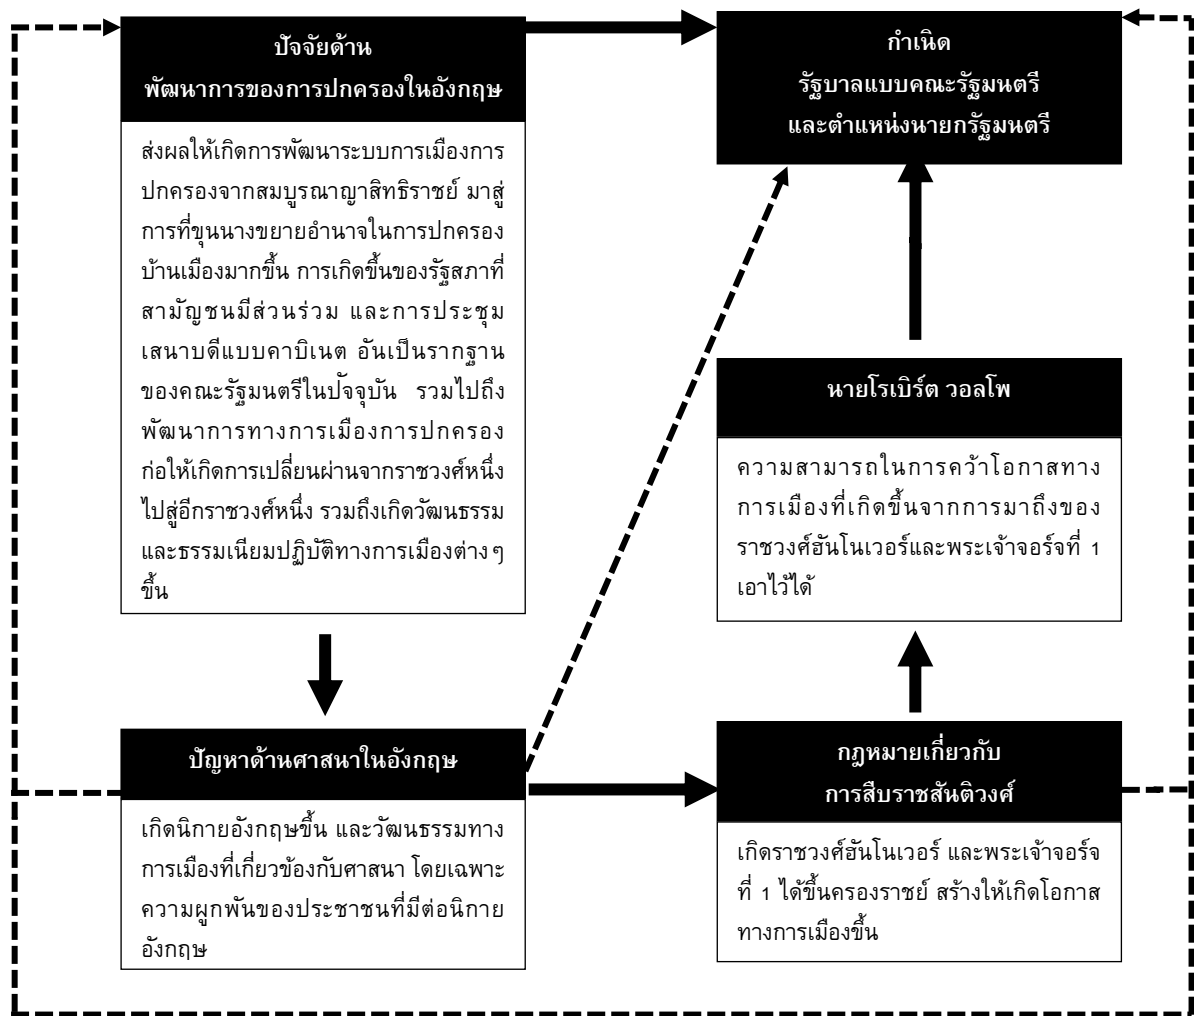 ปัจจัยด้าน
พัฒนาการของการปกครองในอังกฤษ
ส่งผลให้เกิดการพัฒนาระบบการเมืองการ
ปกครองจากสมบูรณาญาสิทธิราชย์ มาสู่
การที่ขุนนางขยายอำนาจในการปกครอง
บ้านเมืองมากขึ้น การเกิดขึ้นของรัฐสภาที่
สามัญชนมีส่วนร่วม และการประชุม
เสนาบดีแบบคาบิเนต อันเป็นรากฐาน
ของคณะรัฐมนตรีในปัจจุบัน รวมไปถึง
พัฒนาการทางการเมืองการปกครอง
ก่อให้เกิดการเปลี่ยนผ่านจากราชวงศ์หนึ่ง
ไปสู่อีกราชวงศ์หนึ่ง รวมถึงเกิดวัฒนธรรม
และธรรมเนียมปฏิบัติทางการเมืองต่างๆ
ขึ้น
กำเนิด
รัฐบาลแบบคณะรัฐมนตรี
และตำแหน่งนายกรัฐมนตรี
นายโรเบิร์ต วอลโพ
ความสามารถในการคว้าโอกาสทาง
การเมืองที่เกิดขึ้นจากการมาถึงของ
ราชวงศ์ฮันโนเวอร์และพระเจ้าจอร์จที่ 1
เอาไว้ได้
ปัญหาด้านศาสนาในอังกฤษ
เกิดนิกายอังกฤษขึ้น และวัฒนธรรมทาง
การเมืองที่เกี่ยวข้องกับศาสนา โดยเฉพาะ
ความผูกพันของประชาชนที่มีต่อนิกาย
อังกฤษ
กฎหมายเกี่ยวกับ
การสืบราชสันติวงศ์
เกิดราชวงศ์ฮันโนเวอร์ และพระเจ้าจอร์จ
ที่ 1 ได้ขึ้นครองราชย์ สร้างให้เกิดโอกาส
ทางการเมืองขึ้น